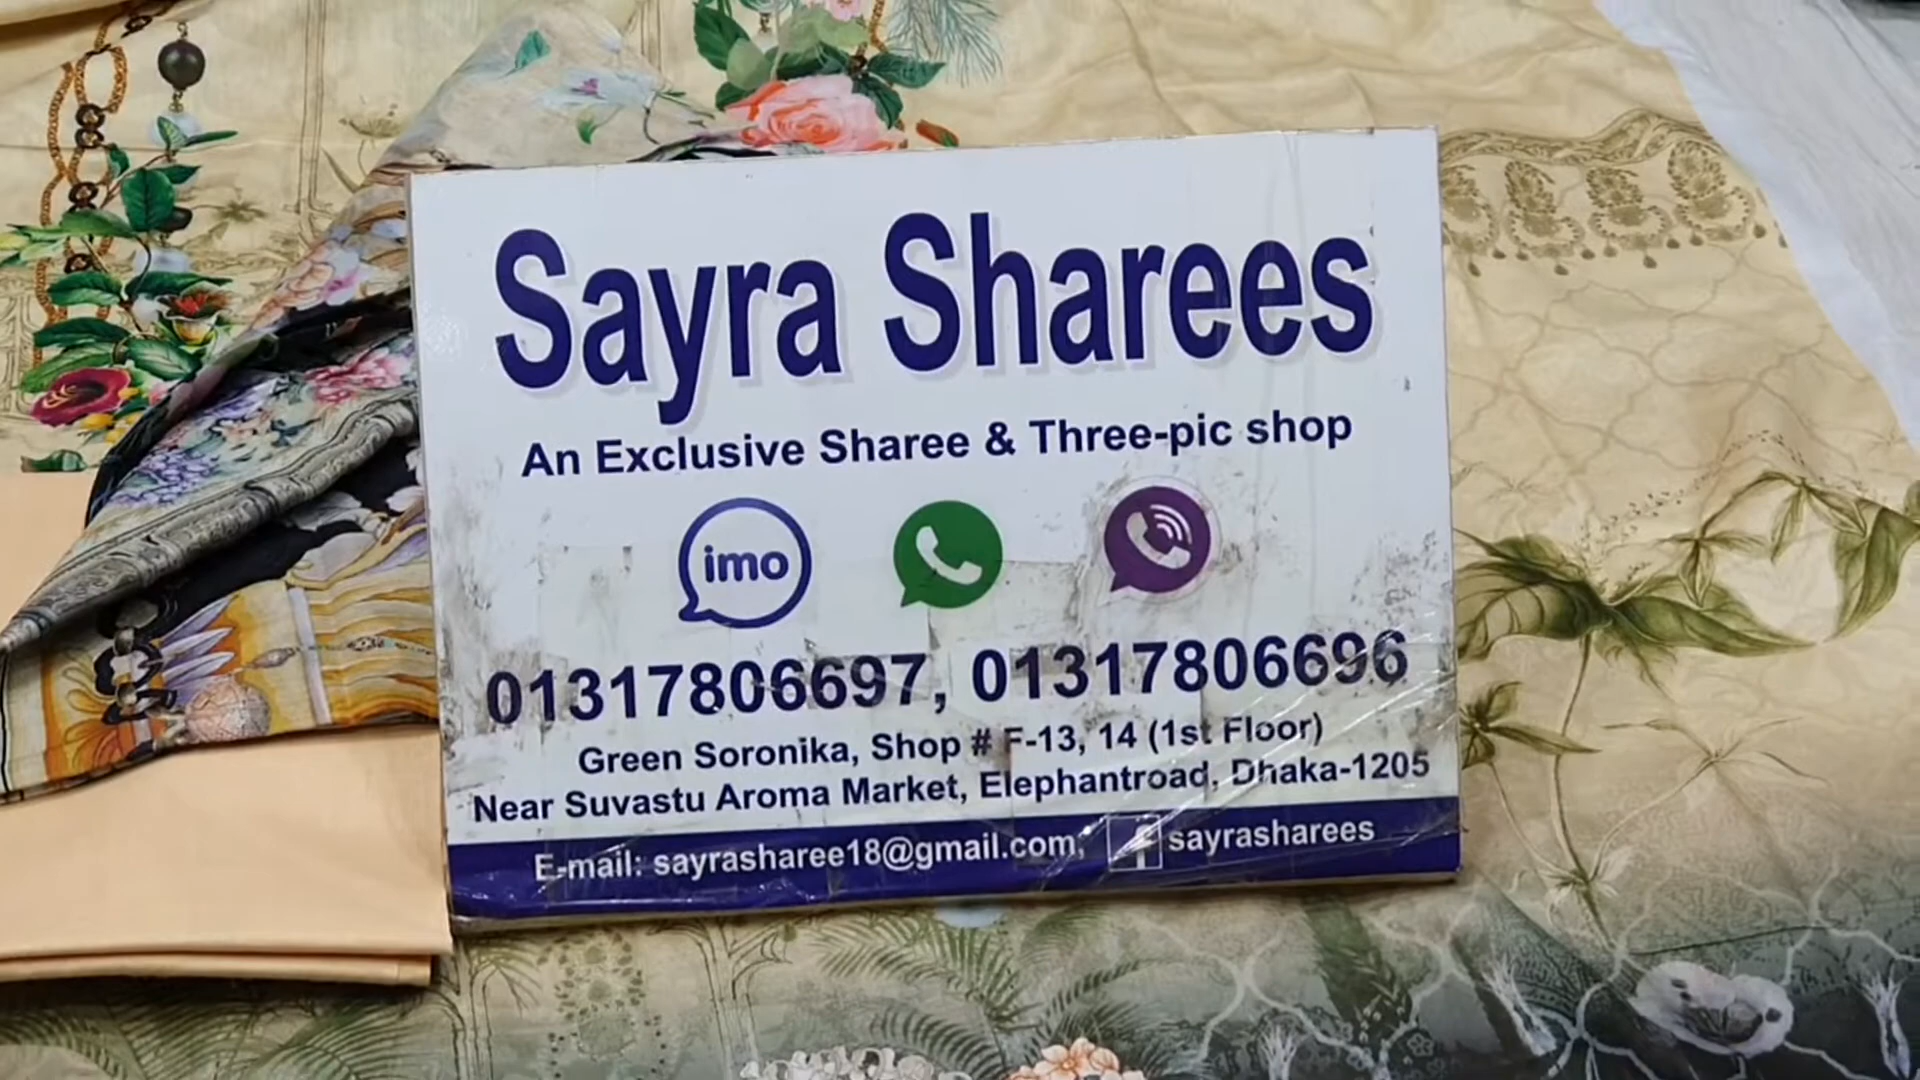 Sayra Sharees
An Exclusive Sharee & Three-pic shop
imo
01317806697, 01317806696
Green Soronika, Shop # F-13, 14 (1st Floor)
Near Suvastu Aroma Market, Elephantroad, Dhaka-1205
E-mail: sayrasharee18@gmail.com, f sayrasharees